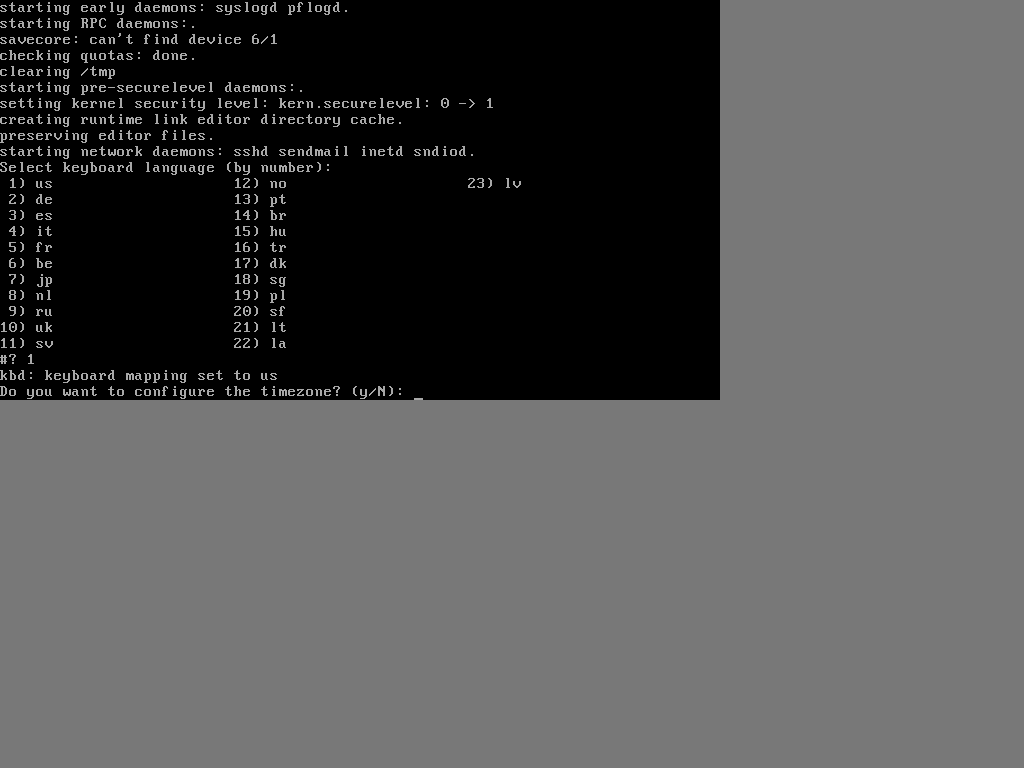 starting early daemons: syslogd pflogd.
starting RPC daemons:.
savecore: can't find device 6/1
checking quotas: done.
clearing /tmp
starting pre-securelevel daemons:.
setting kernel security level: kern.securelevel: 0 -> 1
creating runtime link editor directory cache.
preserving editor files.
starting network daemons: sshd sendmail inetd sndiod.
Select keyboard language (by number):
 1) us                    12) no                    23) lv
 2) de                    13) pt
 3) es                    14) br
 4) it                    15) hu
 5) fr                    16) tr
 6) be                    17) dk
 7) jp                    18) sg
 8) nl                    19) pl
 9) ru                    20) sf
10) uk                    21) lt
11) sv                    22) la
#? 1
kbd: keyboard mapping set to us
Do you want to configure the timezone? (y/N): _